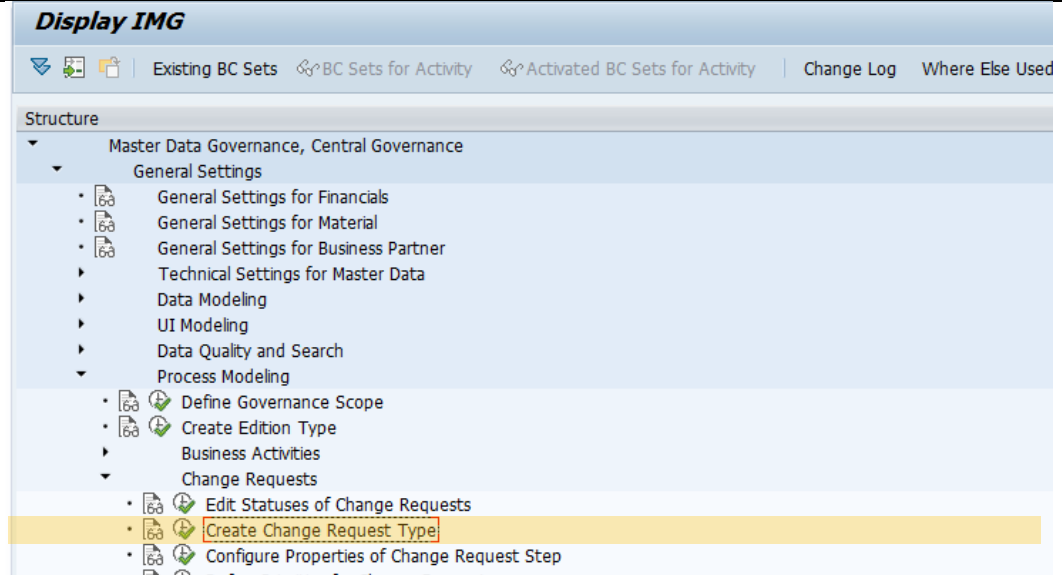 Display IMG
Existing BC Sets BC Sets for Activity Activated BC Sets for Activity Change Log Where Else Used
Structure
Master Data Governance, Central Governance
General Settings
General Settings for Financials
General Settings for Material
General Settings for Business Partner
Technical Settings for Master Data
Data Modeling
UI Modeling
Data Quality and Search
Process Modeling
Define Governance Scope
Create Edition Type
Business Activities
Change Requests
Edit Statuses of Change Requests
Create Change Request Type
Configure Properties of Change Request Step